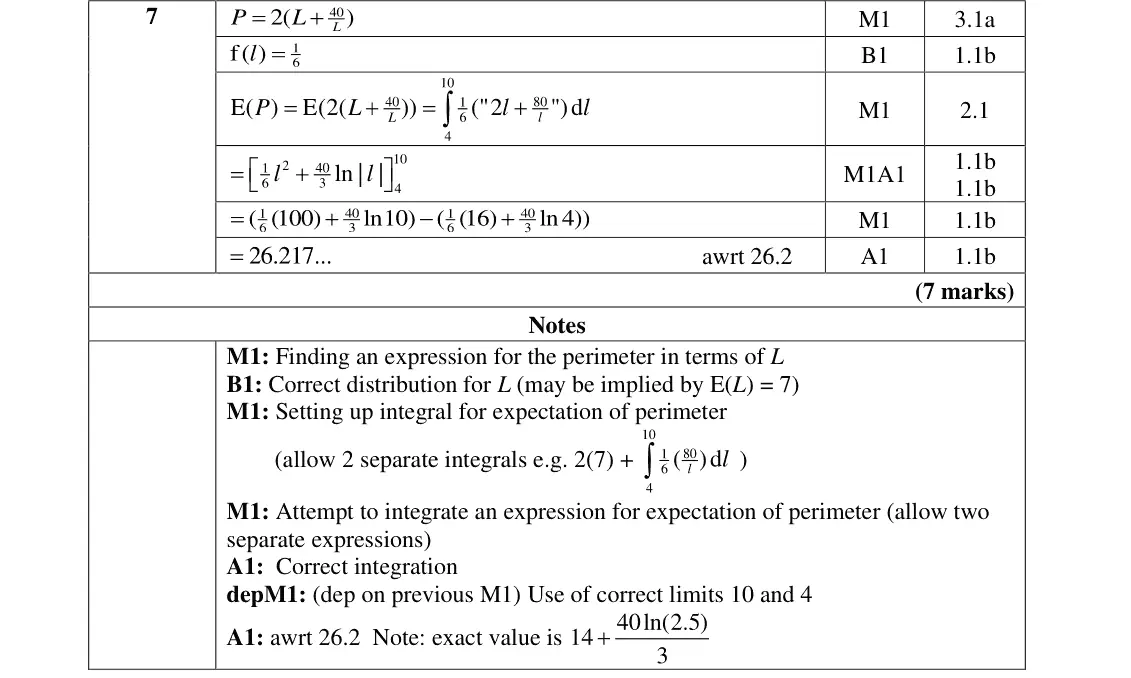 7 P = 2(L + 40/L) M1 3.1a
f(l) = 1/6 B1 1.1b
E(P) = E(2(L + 40/L)) = ∫₄¹⁰ 1/6("2l + 80/l")dl M1 2.1
= [1/6 l² + 40/3 ln|l|]₄¹⁰ M1A1 1.1b
1.1b
= (1/6(100) + 40/3 ln10) − (1/6(16) + 40/3 ln 4)) M1 1.1b
= 26.217... awrt 26.2 A1 1.1b
(7 marks)
Notes
M1: Finding an expression for the perimeter in terms of L
B1: Correct distribution for L (may be implied by E(L) = 7)
M1: Setting up integral for expectation of perimeter
(allow 2 separate integrals e.g. 2(7) + ∫₄¹⁰ 1/6(80/l)dl )
M1: Attempt to integrate an expression for expectation of perimeter (allow two
separate expressions)
A1: Correct integration
depM1: (dep on previous M1) Use of correct limits 10 and 4
A1: awrt 26.2 Note: exact value is 14 + 40ln(2.5)/3